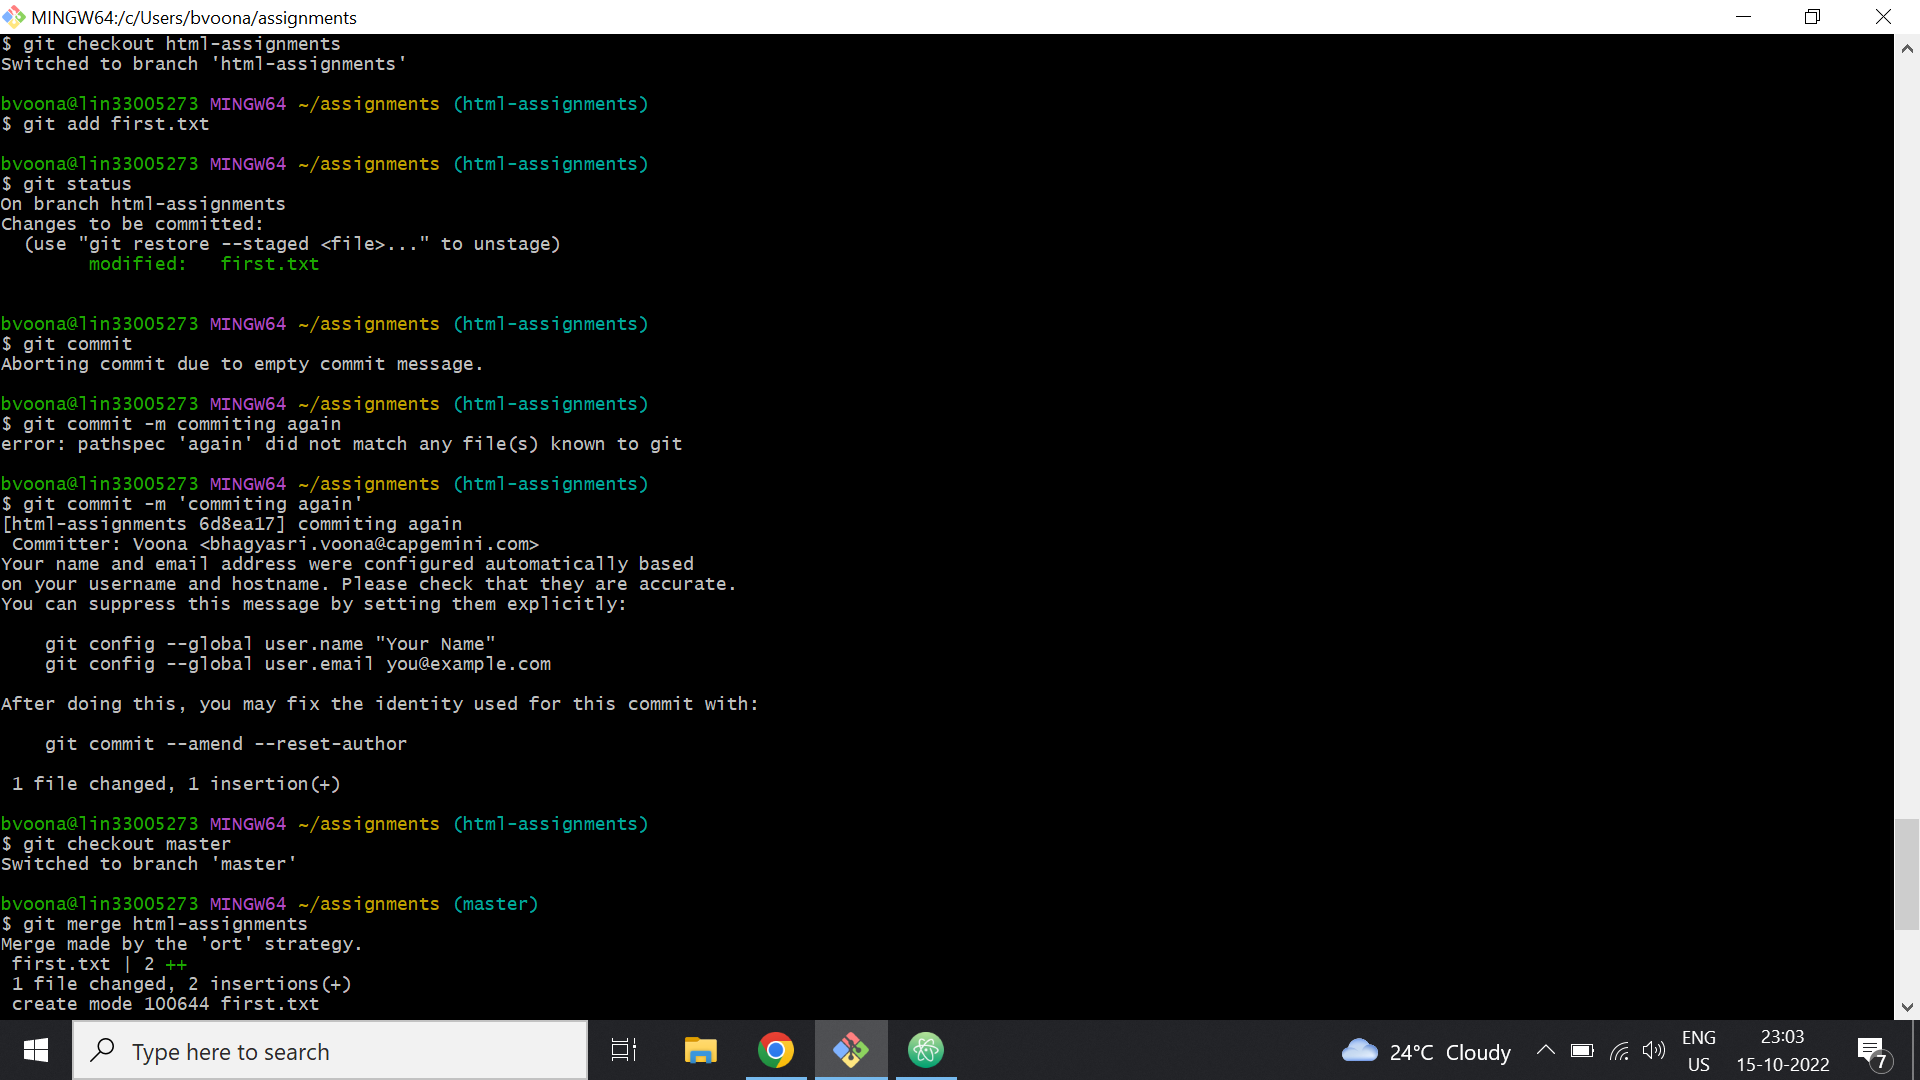 MINGW64:/c/Users/bvoona/assignments
$ git checkout html-assignments
Switched to branch 'html-assignments'
bvoona@lin33005273 MINGW64 ~/assignments (html-assignments)
$ git add first.txt
bvoona@lin33005273 MINGW64 ~/assignments (html-assignments)
$ git status
On branch html-assignments
Changes to be committed:
  (use "git restore --staged <file>..." to unstage)
        modified:   first.txt
bvoona@lin33005273 MINGW64 ~/assignments (html-assignments)
$ git commit
Aborting commit due to empty commit message.
bvoona@lin33005273 MINGW64 ~/assignments (html-assignments)
$ git commit -m commiting again
error: pathspec 'again' did not match any file(s) known to git
bvoona@lin33005273 MINGW64 ~/assignments (html-assignments)
$ git commit -m 'commiting again'
[html-assignments 6d8ea17] commiting again
 Committer: Voona <bhagyasri.voona@capgemini.com>
Your name and email address were configured automatically based
on your username and hostname. Please check that they are accurate.
You can suppress this message by setting them explicitly:
    git config --global user.name "Your Name"
    git config --global user.email you@example.com
After doing this, you may fix the identity used for this commit with:
    git commit --amend --reset-author
 1 file changed, 1 insertion(+)
bvoona@lin33005273 MINGW64 ~/assignments (html-assignments)
$ git checkout master
Switched to branch 'master'
bvoona@lin33005273 MINGW64 ~/assignments (master)
$ git merge html-assignments
Merge made by the 'ort' strategy.
 first.txt | 2 ++
 1 file changed, 2 insertions(+)
 create mode 100644 first.txt
Type here to search
24°C Cloudy
ENG
US
23:03
15-10-2022
7